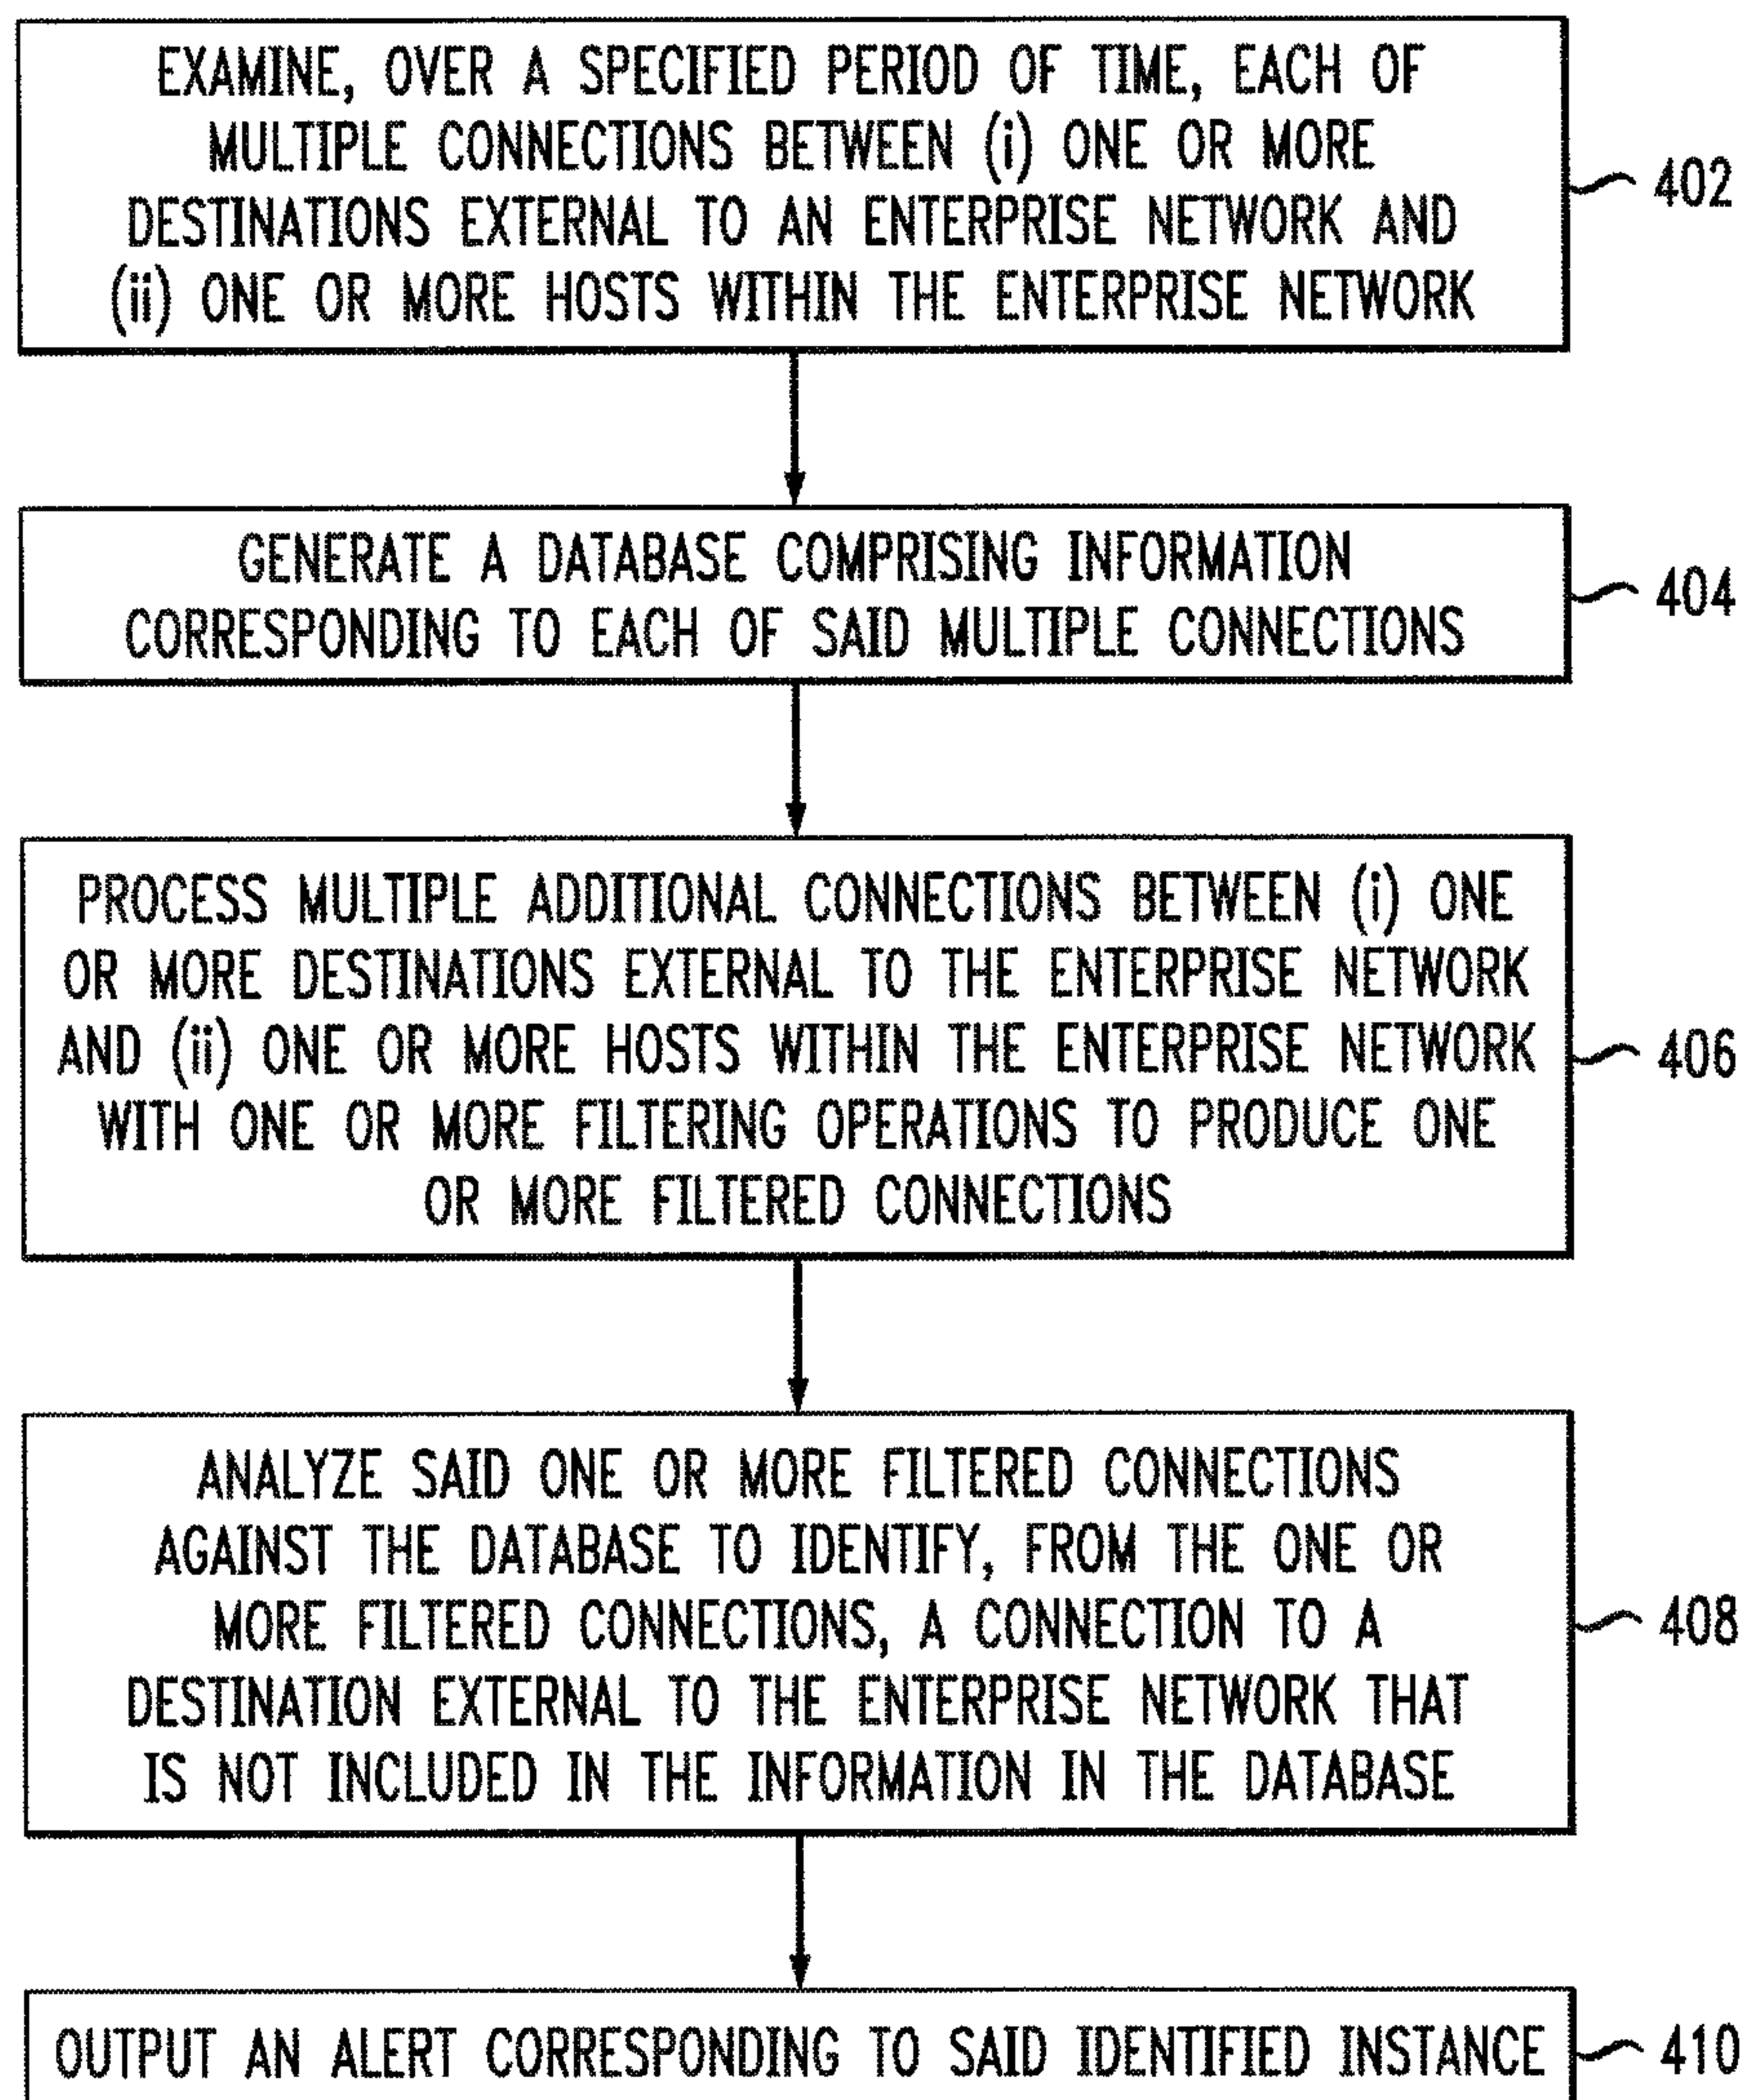 EXAMINE, OVER A SPECIFIED PERIOD OF TIME, EACH OF
MULTIPLE CONNECTIONS BETWEEN (i) ONE OR MORE
DESTINATIONS EXTERNAL TO AN ENTERPRISE NETWORK AND
(ii) ONE OR MORE HOSTS WITHIN THE ENTERPRISE NETWORK
402
GENERATE A DATABASE COMPRISING INFORMATION
CORRESPONDING TO EACH OF SAID MULTIPLE CONNECTIONS
404
PROCESS MULTIPLE ADDITIONAL CONNECTIONS BETWEEN (i) ONE
OR MORE DESTINATIONS EXTERNAL TO THE ENTERPRISE NETWORK
AND (ii) ONE OR MORE HOSTS WITHIN THE ENTERPRISE NETWORK
WITH ONE OR MORE FILTERING OPERATIONS TO PRODUCE ONE
OR MORE FILTERED CONNECTIONS
406
ANALYZE SAID ONE OR MORE FILTERED CONNECTIONS
AGAINST THE DATABASE TO IDENTIFY, FROM THE ONE OR
MORE FILTERED CONNECTIONS, A CONNECTION TO A
DESTINATION EXTERNAL TO THE ENTERPRISE NETWORK THAT
IS NOT INCLUDED IN THE INFORMATION IN THE DATABASE
408
OUTPUT AN ALERT CORRESPONDING TO SAID IDENTIFIED INSTANCE
410